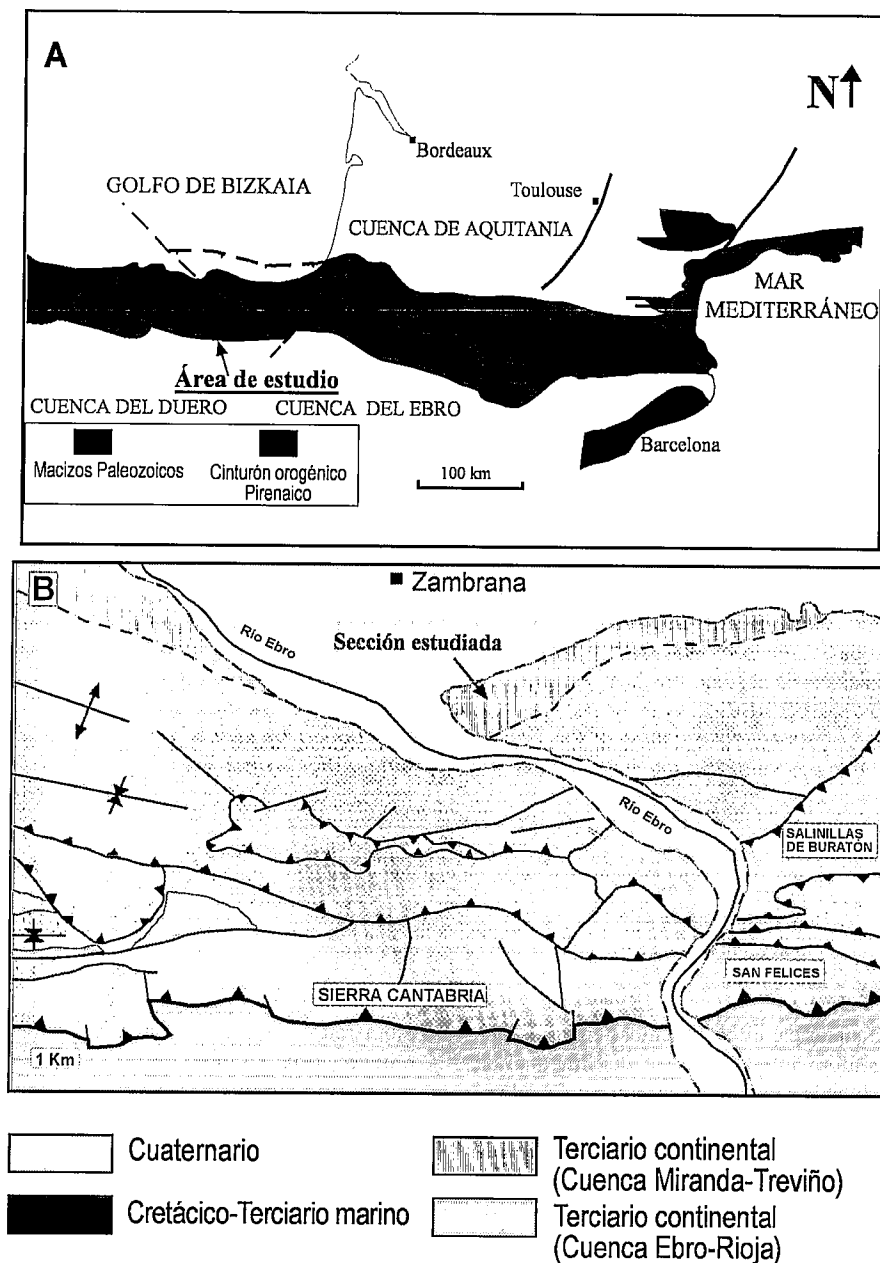 A
N
Bordeaux
GOLFO DE BIZKAIA
Toulouse
CUENCA DE AQUITANIA
MAR
MEDITERRÁNEO
Área de estudio
CUENCA DEL DUERO
CUENCA DEL EBRO
Barcelona
Macizos Paleozoicos
Cinturón orogénico
Pirenaico
100 km
B
Zambrana
Río Ebro
Sección estudiada
Río Ebro
SALINILLAS
DE BURATÓN
SAN FELICES
SIERRA CANTABRIA
1 Km
Cuaternario
Terciario continental
(Cuenca Miranda-Treviño)
Cretácico-Terciario marino
Terciario continental
(Cuenca Ebro-Rioja)